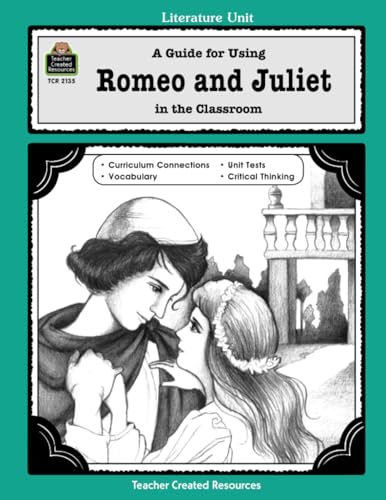 Literature Unit
Teacher
Created
Resources
TCR 2135
A Guide for Using
Romeo and Juliet
in the Classroom
• Curriculum Connections
• Vocabulary
• Unit Tests
• Critical Thinking
Teacher Created Resources